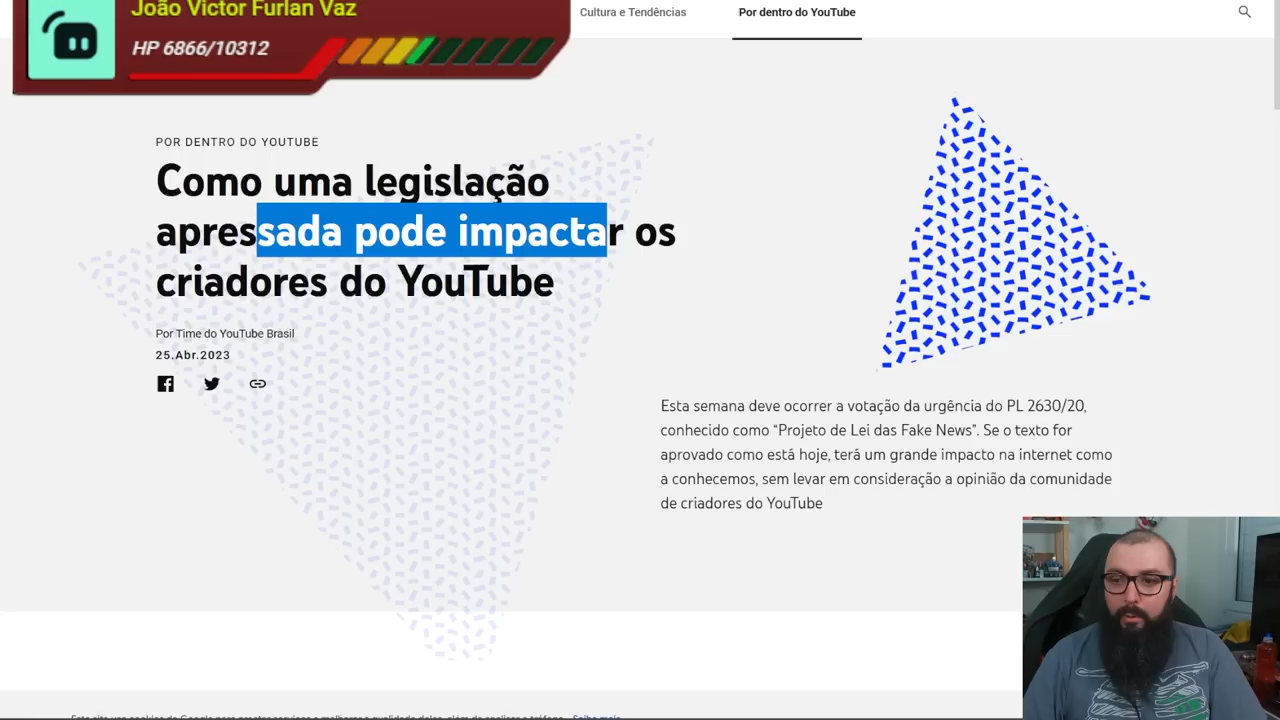 João Victor Furlan Vaz
HP 6866/10312
Cultura e Tendências
Por dentro do YouTube
POR DENTRO DO YOUTUBE
Como uma legislação
apressada pode impactar os
criadores do YouTube
Por Time do YouTube Brasil
25.Abr.2023
Esta semana deve ocorrer a votação da urgência do PL 2630/20,
conhecido como “Projeto de Lei das Fake News”. Se o texto for
aprovado como está hoje, terá um grande impacto na internet como
a conhecemos, sem levar em consideração a opinião da comunidade
de criadores do YouTube